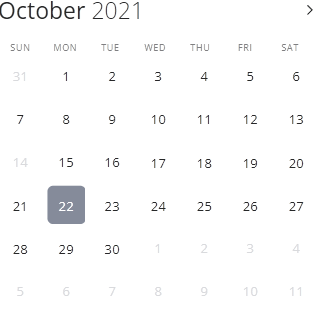 October 2021
SUN MON TUE WED THU FRI SAT
31 1 2 3 4 5 6
7 8 9 10 11 12 13
14 15 16 17 18 19 20
21 22 23 24 25 26 27
28 29 30 1 2 3 4
5 6 7 8 9 10 11